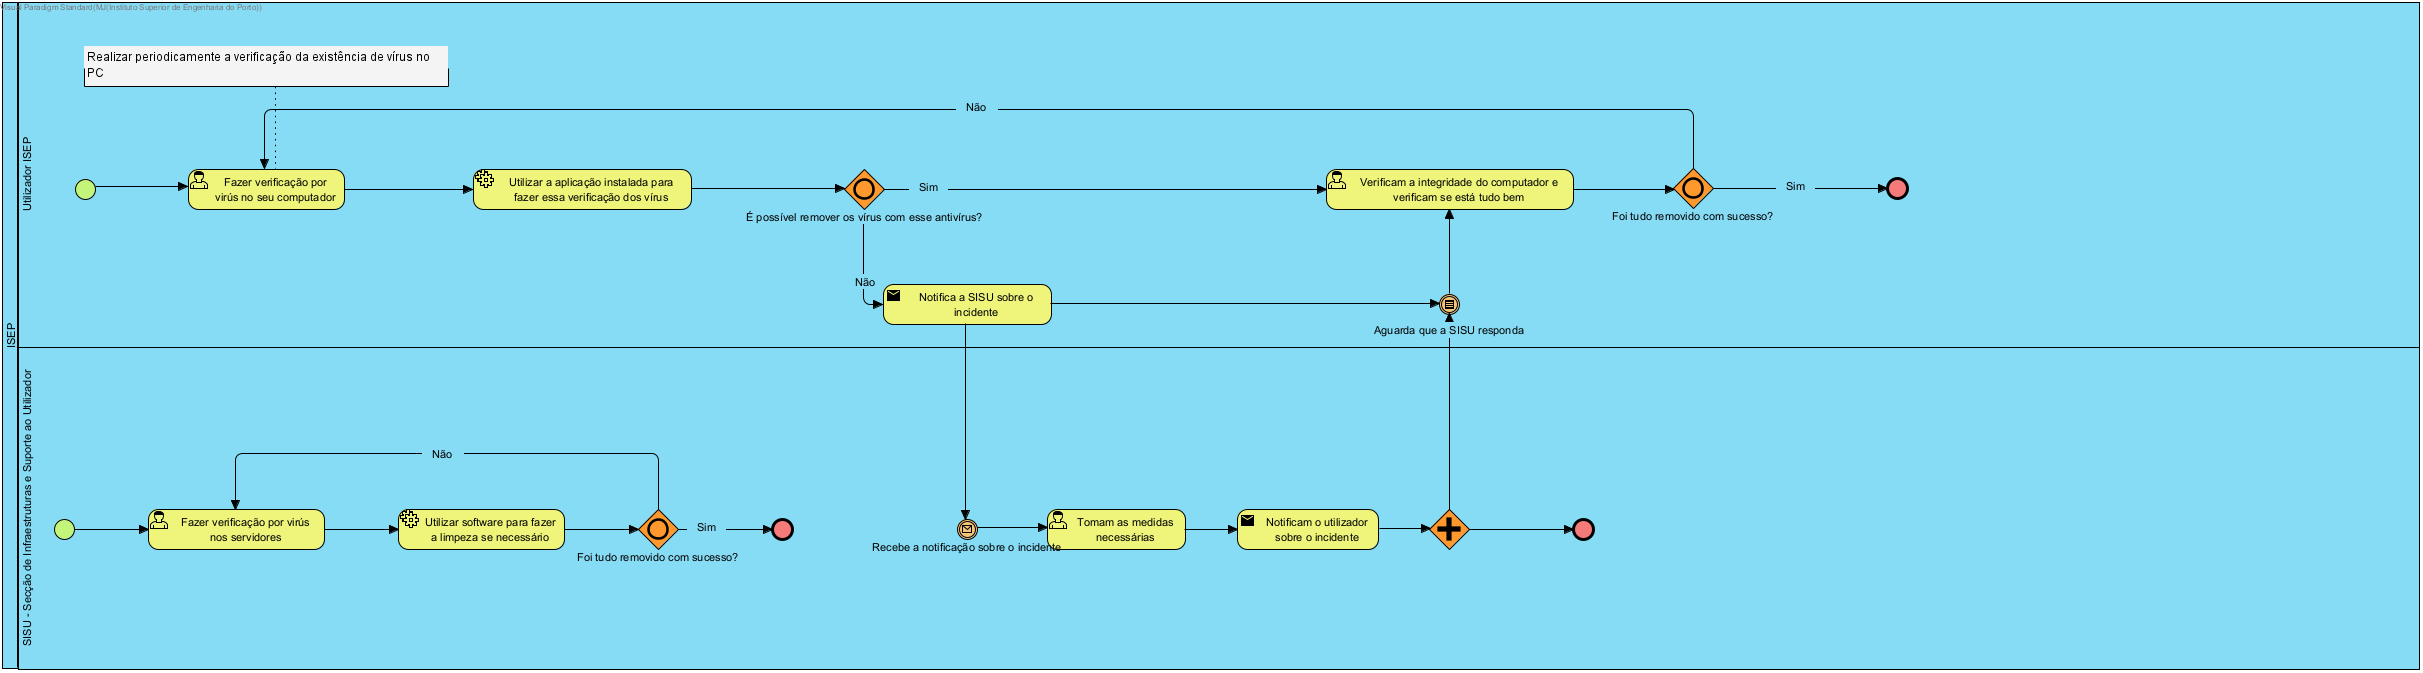 Visual Paradigm Standard(MJ(Instituto Superior de Engenharia do Porto))
Realizar periodicamente a verificação da existência de vírus no
PC
Não
Utilizador ISEP
Fazer verificação por
virús no seu computador
Utilizar a aplicação instalada para
fazer essa verificação dos vírus
Sim
É possível remover os vírus com esse antivírus?
Verificam a integridade do computador e
verificam se está tudo bem
Sim
Foi tudo removido com sucesso?
Não
Notifica a SISU sobre o
incidente
Aguarda que a SISU responda
ISEP
SISU - Secção de Infraestruturas e Suporte ao Utilizador
Não
Fazer verificação por virús
nos servidores
Utilizar software para fazer
a limpeza se necessário
Sim
Foi tudo removido com sucesso?
Recebe a notificação sobre o incidente
Tomam as medidas
necessárias
Notificam o utilizador
sobre o incidente